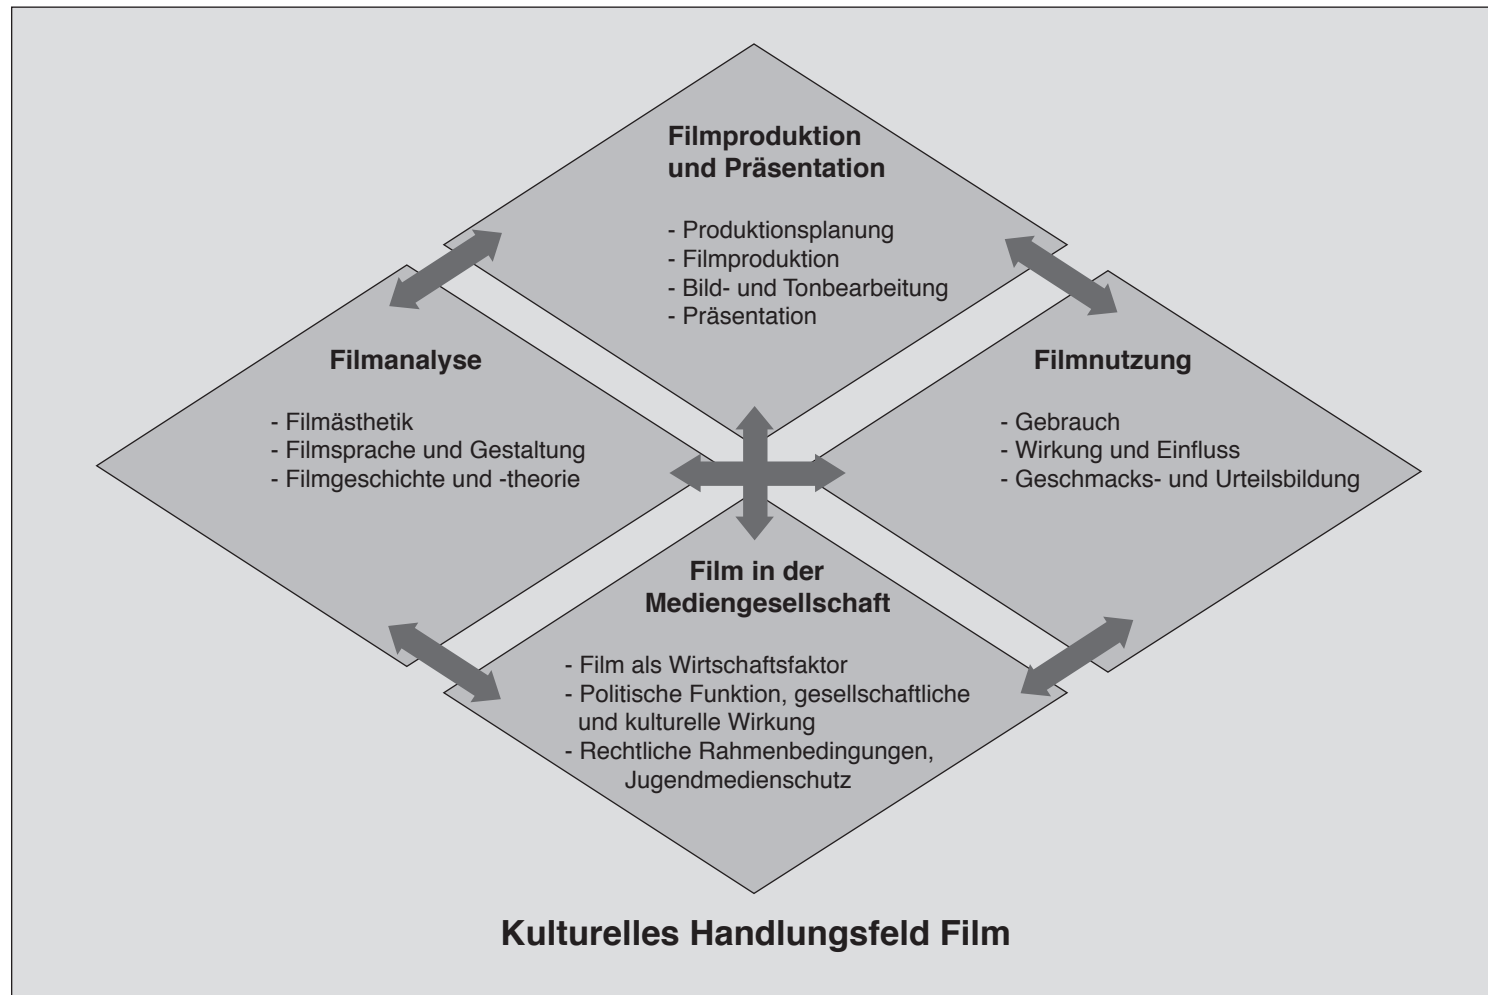 Filmproduktion
und Präsentation
- Produktionsplanung
- Filmproduktion
- Bild- und Tonbearbeitung
- Präsentation
Filmanalyse
- Filmästhetik
- Filmsprache und Gestaltung
- Filmgeschichte und -theorie
Filmnutzung
- Gebrauch
- Wirkung und Einfluss
- Geschmacks- und Urteilsbildung
Film in der
Mediengesellschaft
- Film als Wirtschaftsfaktor
- Politische Funktion, gesellschaftliche
und kulturelle Wirkung
- Rechtliche Rahmenbedingungen,
Jugendmedienschutz
Kulturelles Handlungsfeld Film